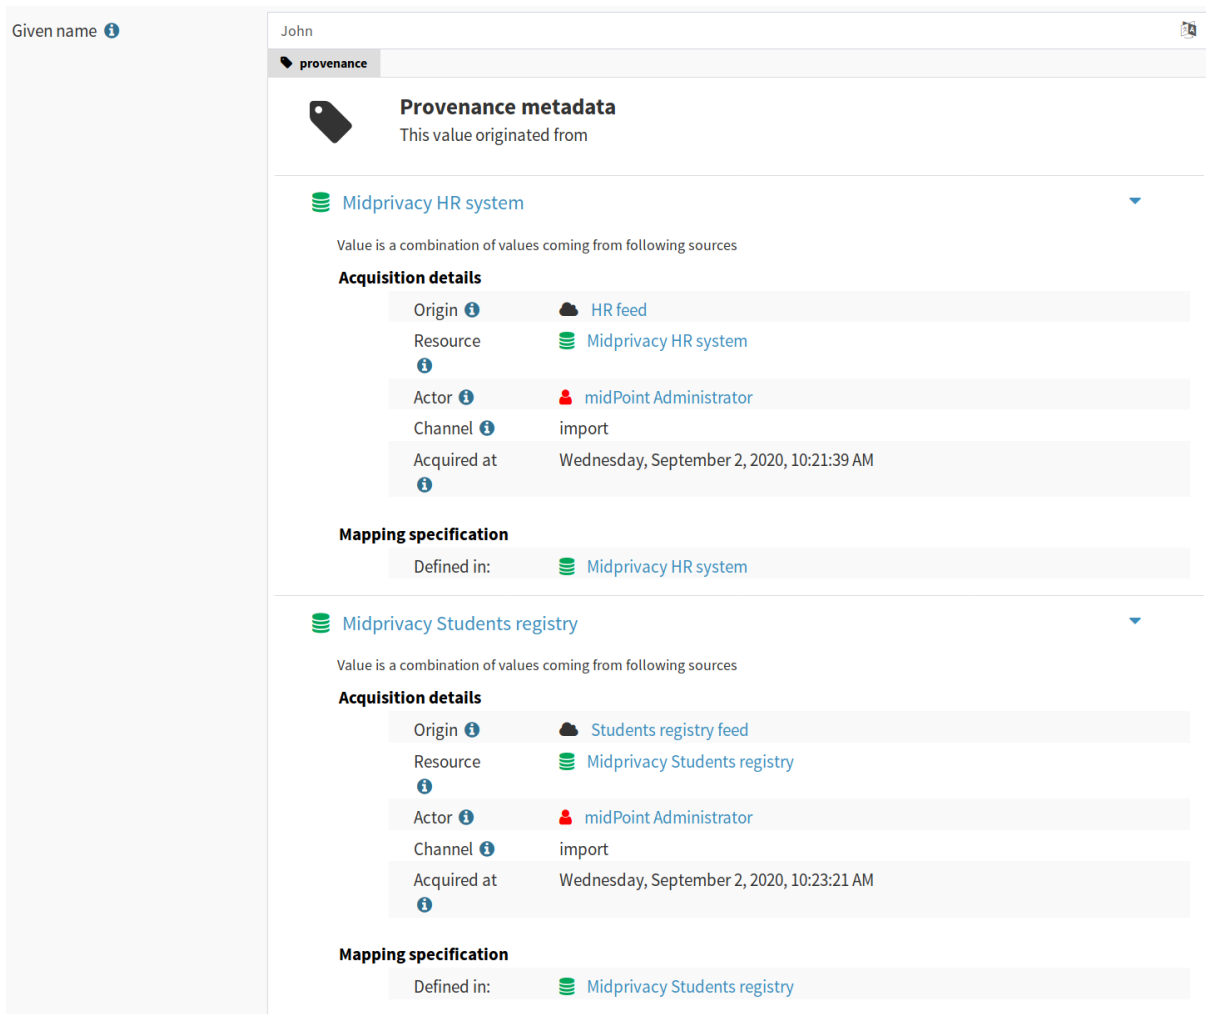 Given name
John
provenance
Provenance metadata
This value originated from
Midprivacy HR system
Value is a combination of values coming from following sources
Acquisition details
Origin HR feed
Resource Midprivacy HR system
Actor midPoint Administrator
Channel import
Acquired at Wednesday, September 2, 2020, 10:21:39 AM
Mapping specification
Defined in: Midprivacy HR system
Midprivacy Students registry
Value is a combination of values coming from following sources
Acquisition details
Origin Students registry feed
Resource Midprivacy Students registry
Actor midPoint Administrator
Channel import
Acquired at Wednesday, September 2, 2020, 10:23:21 AM
Mapping specification
Defined in: Midprivacy Students registry